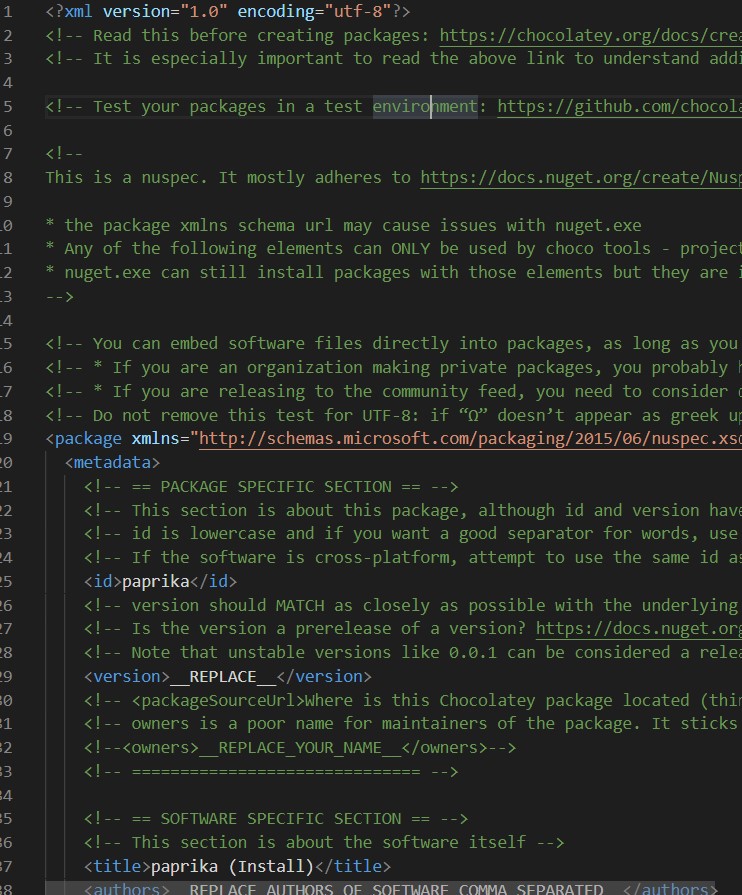 1 <?xml version="1.0" encoding="utf-8"?>
2 <!-- Read this before creating packages: https://chocolatey.org/docs/crea
3 <!-- It is especially important to read the above link to understand addi
4
5 <!-- Test your packages in a test environment: https://github.com/chocola
6
7 <!--
8 This is a nuspec. It mostly adheres to https://docs.nuget.org/create/Nusp
9
10 * the package xmlns schema url may cause issues with nuget.exe
11 * Any of the following elements can ONLY be used by choco tools - project
12 * nuget.exe can still install packages with those elements but they are i
13 -->
14
15 <!-- You can embed software files directly into packages, as long as you
16 <!-- * If you are an organization making private packages, you probably h
17 <!-- * If you are releasing to the community feed, you need to consider
18 <!-- Do not remove this test for UTF-8: if “Ω” doesn’t appear as greek up
19 <package xmlns="http://schemas.microsoft.com/packaging/2015/06/nuspec.xsd
20 <metadata>
21 <!-- == PACKAGE SPECIFIC SECTION == -->
22 <!-- This section is about this package, although id and version have
23 <!-- id is lowercase and if you want a good separator for words, use
24 <!-- If the software is cross-platform, attempt to use the same id as
25 <id>paprika</id>
26 <!-- version should MATCH as closely as possible with the underlying
27 <!-- Is the version a prerelease of a version? https://docs.nuget.org
28 <!-- Note that unstable versions like 0.0.1 can be considered a relea
29 <version>__REPLACE__</version>
30 <!-- <packageSourceUrl>Where is this Chocolatey package located (thin
31 <!-- owners is a poor name for maintainers of the package. It sticks
32 <!--<owners>__REPLACE_YOUR_NAME__</owners>-->
33 <!-- ============================== -->
34
35 <!-- == SOFTWARE SPECIFIC SECTION == -->
36 <!-- This section is about the software itself -->
37 <title>paprika (Install)</title>
38 <authors>__REPLACE_AUTHORS_OF_SOFTWARE_COMMA_SEPARATED__</authors>